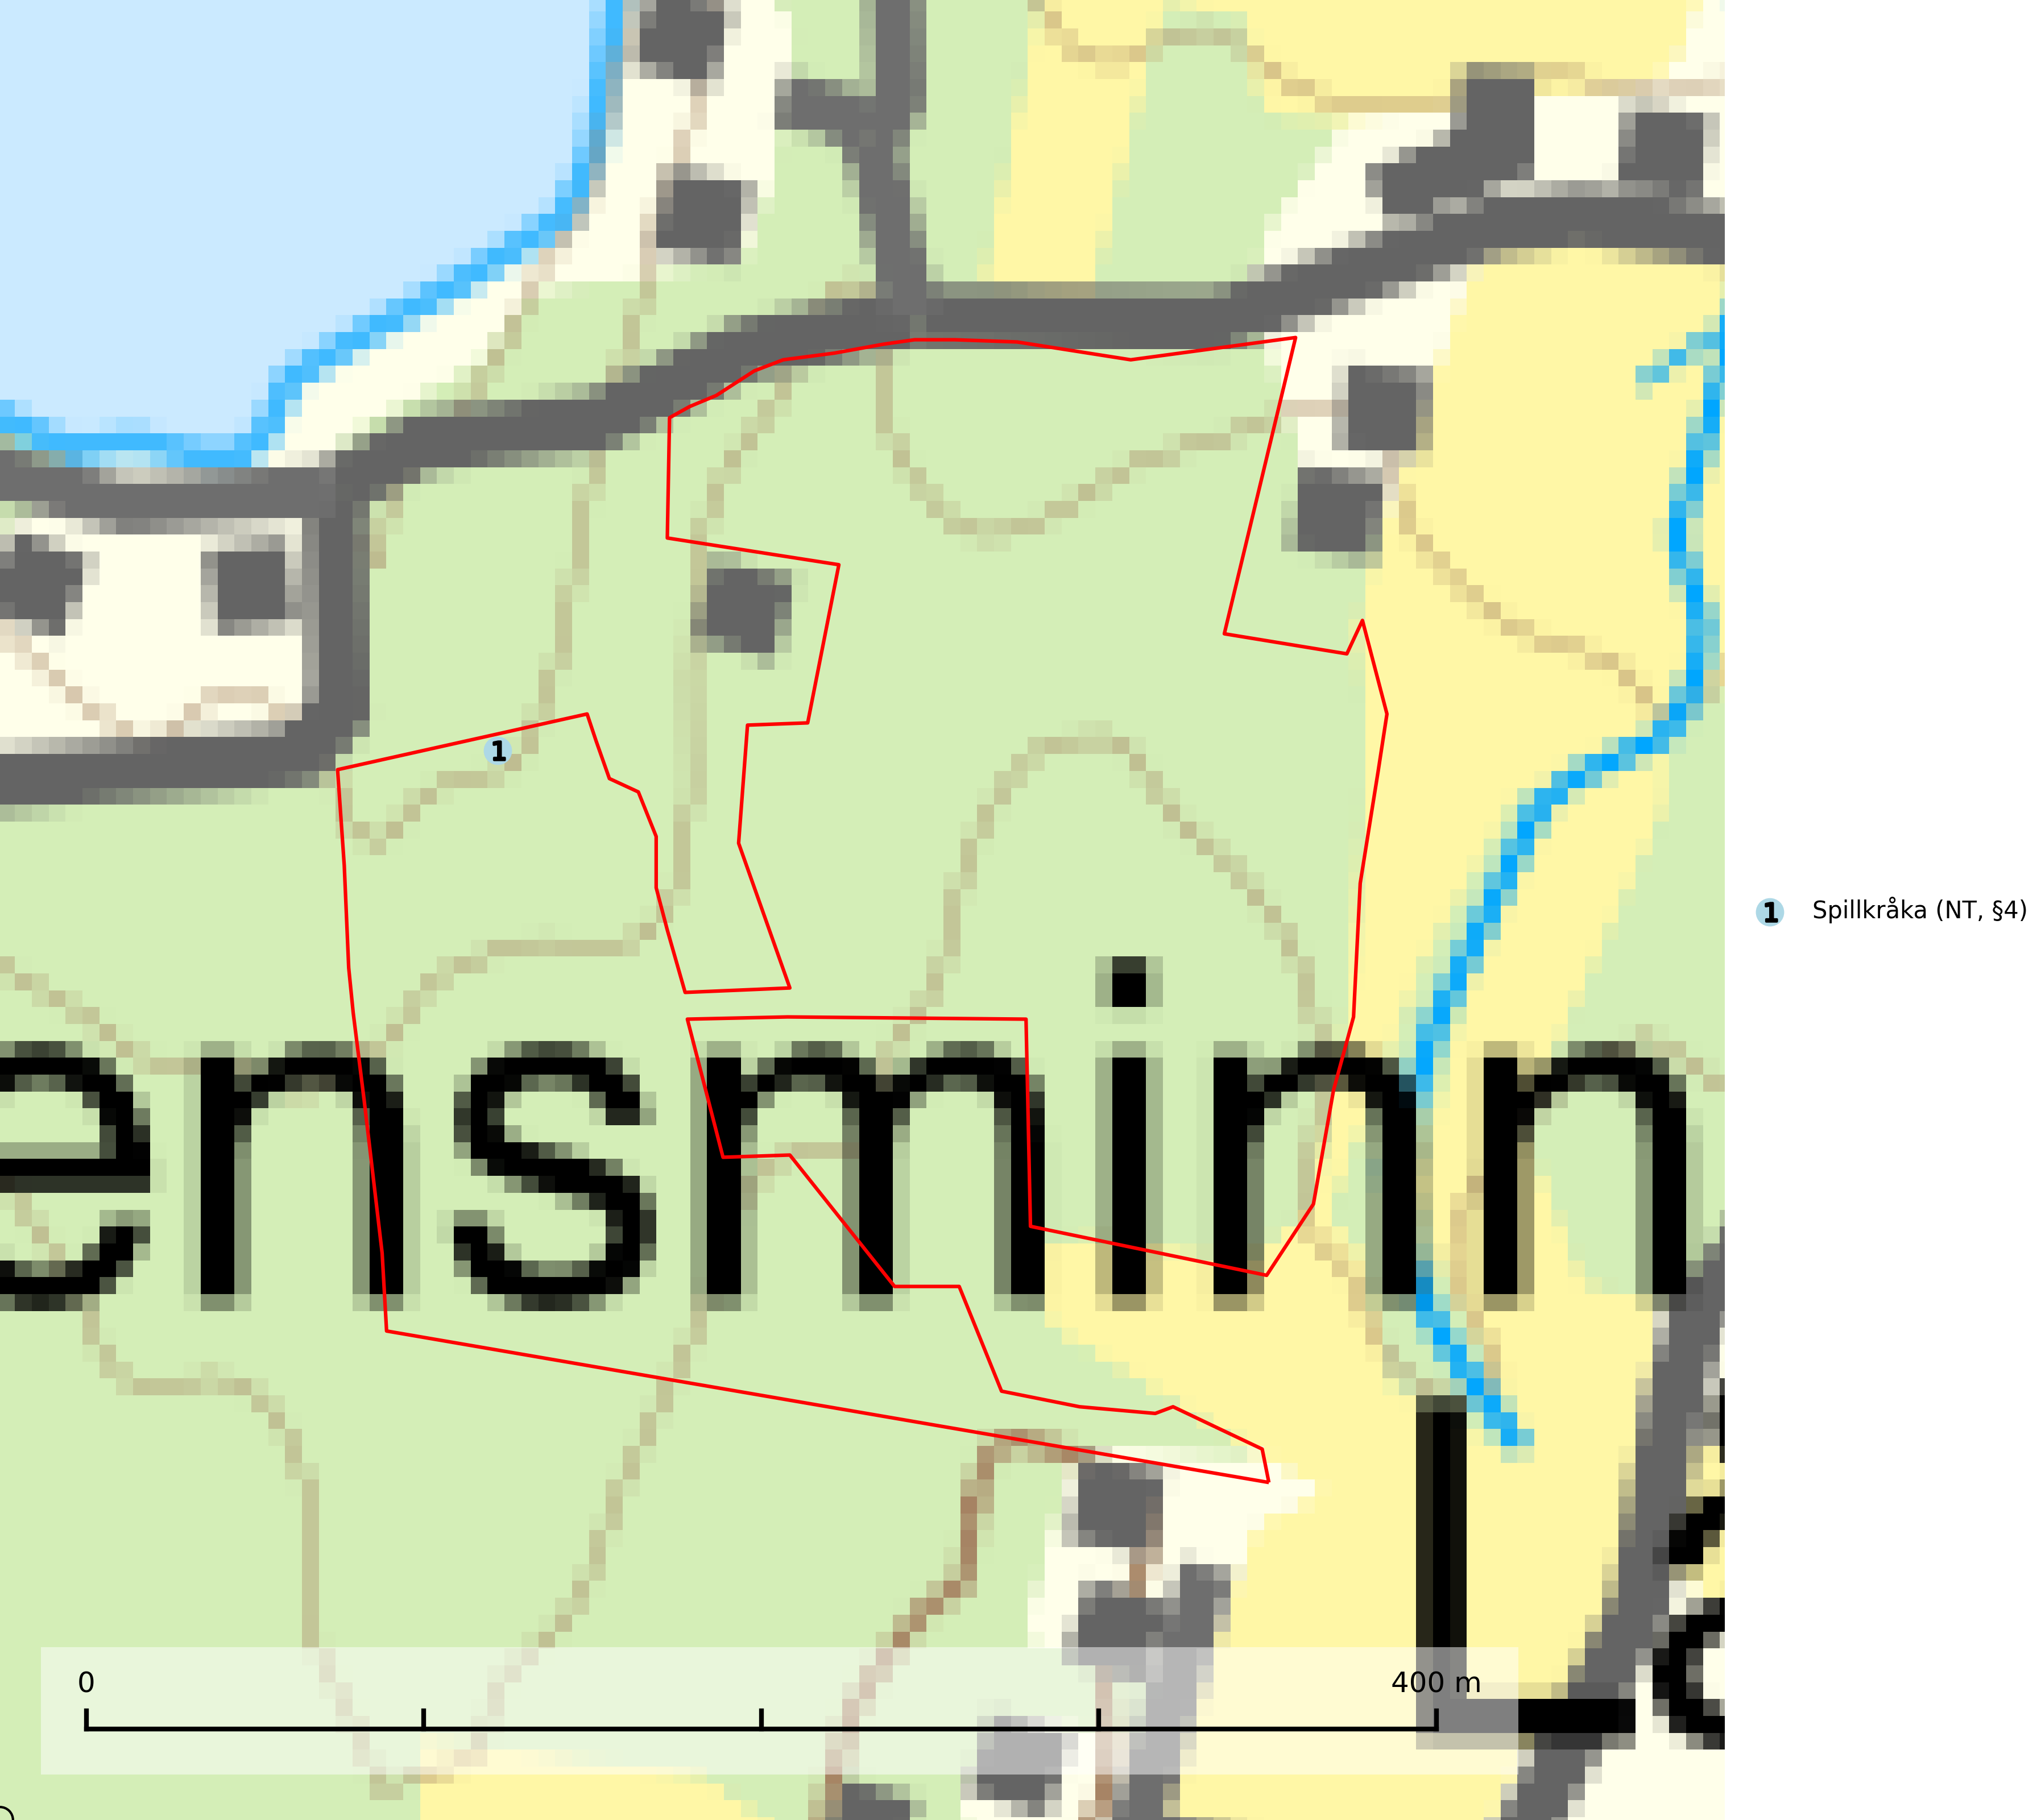 1
1 Spillkråka (NT, §4)
ensminn
0 400 m